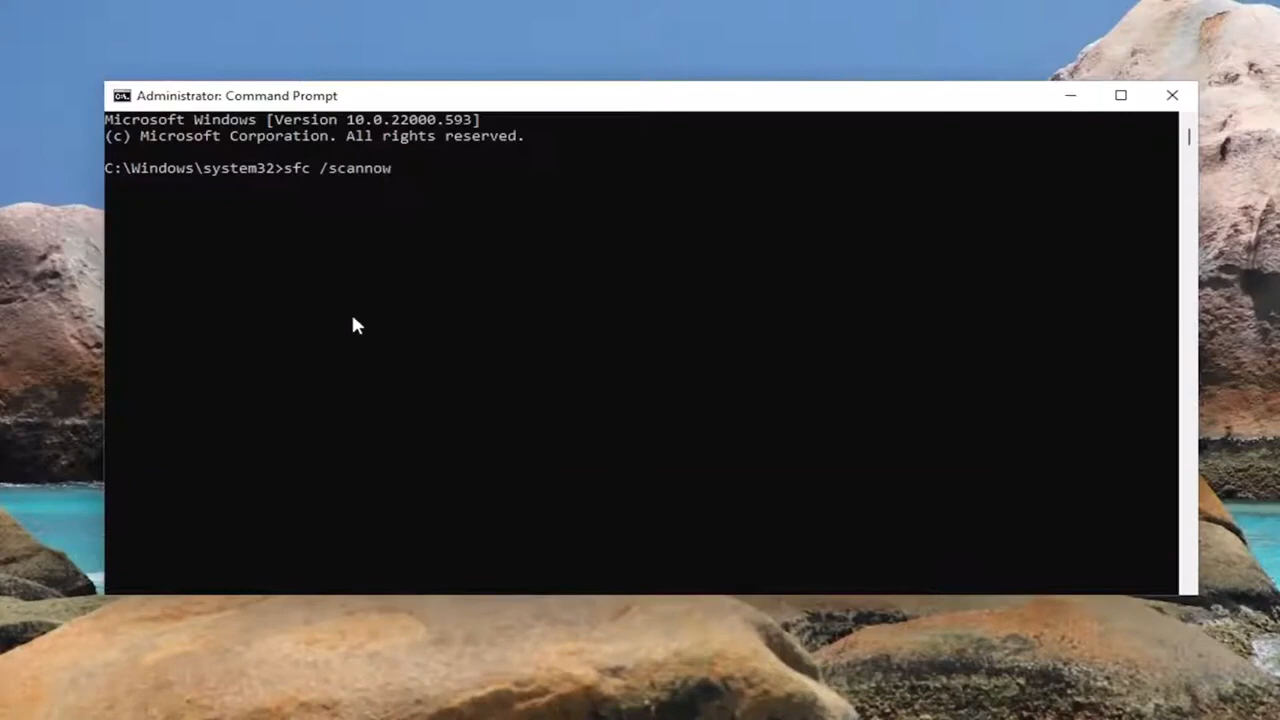 Administrator: Command Prompt
Microsoft Windows [Version 10.0.22000.593]
(c) Microsoft Corporation. All rights reserved.
C:\Windows\system32>sfc /scannow